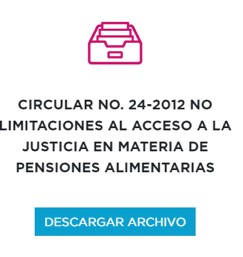 CIRCULAR NO. 24-2012 NO
LIMITACIONES AL ACCESO A LA
JUSTICIA EN MATERIA DE
PENSIONES ALIMENTARIAS
DESCARGAR ARCHIVO